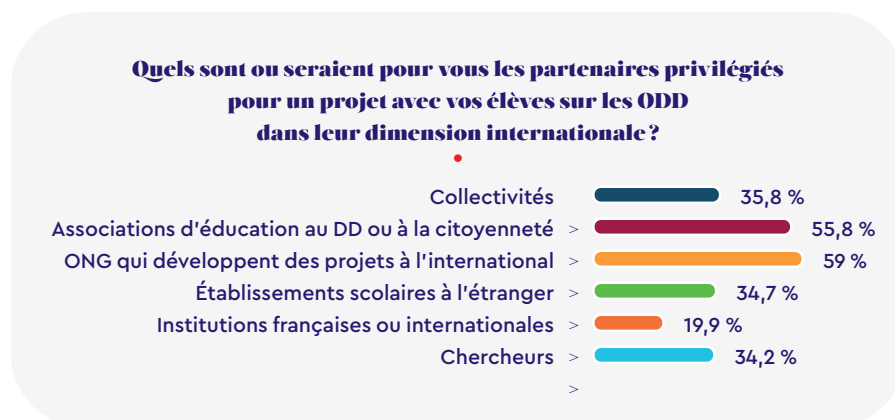 Quels sont ou seraient pour vous les partenaires privilégiés
pour un projet avec vos élèves sur les ODD
dans leur dimension internationale ?
Collectivités 35,8 %
Associations d'éducation au DD ou à la citoyenneté > 55,8 %
ONG qui développent des projets à l'international > 59 %
Établissements scolaires à l'étranger > 34,7 %
Institutions françaises ou internationales > 19,9 %
Chercheurs > 34,2 %
>